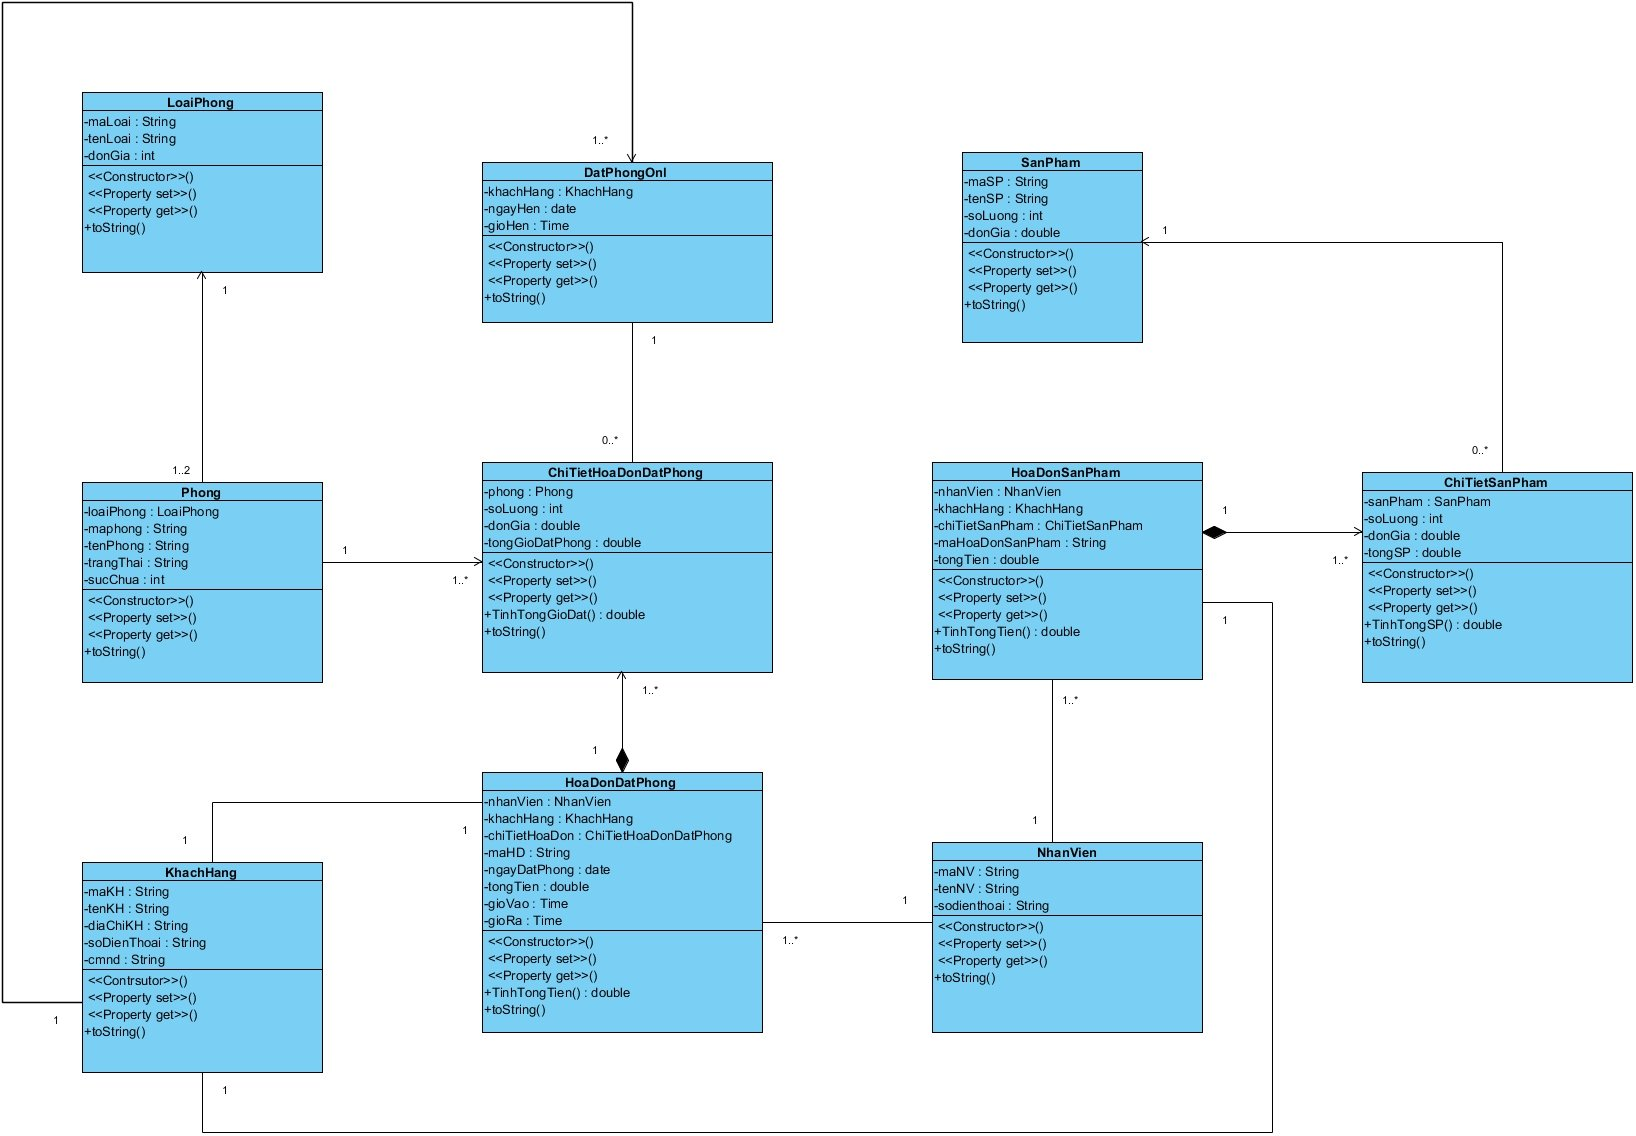 LoaiPhong
-maLoai : String
-tenLoai : String
-donGia : int
<<Constructor>>()
<<Property set>>()
<<Property get>>()
+toString()
1
1..2
1..*
DatPhongOnl
-khachHang : KhachHang
-ngayHen : date
-gioHen : Time
<<Constructor>>()
<<Property set>>()
<<Property get>>()
+toString()
1
0..*
SanPham
-maSP : String
-tenSP : String
-soLuong : int
-donGia : double
<<Constructor>>()
<<Property set>>()
<<Property get>>()
+toString()
1
0..*
Phong
-loaiPhong : LoaiPhong
-maphong : String
-tenPhong : String
-trangThai : String
-sucChua : int
<<Constructor>>()
<<Property set>>()
<<Property get>>()
+toString()
1
1..*
ChiTietHoaDonDatPhong
-phong : Phong
-soLuong : int
-donGia : double
-tongGioDatPhong : double
<<Constructor>>()
<<Property set>>()
<<Property get>>()
+TinhTongGioDat() : double
+toString()
1..*
1
HoaDonSanPham
-nhanVien : NhanVien
-khachHang : KhachHang
-chiTietSanPham : ChiTietSanPham
-maHoaDonSanPham : String
-tongTien : double
<<Constructor>>()
<<Property set>>()
<<Property get>>()
+TinhTongTien() : double
+toString()
1
1..*
1
1..*
1
ChiTietSanPham
-sanPham : SanPham
-soLuong : int
-donGia : double
-tongSP : double
<<Constructor>>()
<<Property set>>()
<<Property get>>()
+TinhTongSP() : double
+toString()
KhachHang
-maKH : String
-tenKH : String
-diaChiKH : String
-soDienThoai : String
-cmnd : String
<<Contrsutor>>()
<<Property set>>()
<<Property get>>()
+toString()
1
1
1
1
HoaDonDatPhong
-nhanVien : NhanVien
-khachHang : KhachHang
-chiTietHoaDon : ChiTietHoaDonDatPhong
-maHD : String
-ngayDatPhong : date
-tongTien : double
-gioVao : Time
-gioRa : Time
<<Constructor>>()
<<Property set>>()
<<Property get>>()
+TinhTongTien() : double
+toString()
1
1..*
NhanVien
-maNV : String
-tenNV : String
-sodienthoai : String
<<Constructor>>()
<<Property set>>()
<<Property get>>()
+toString()